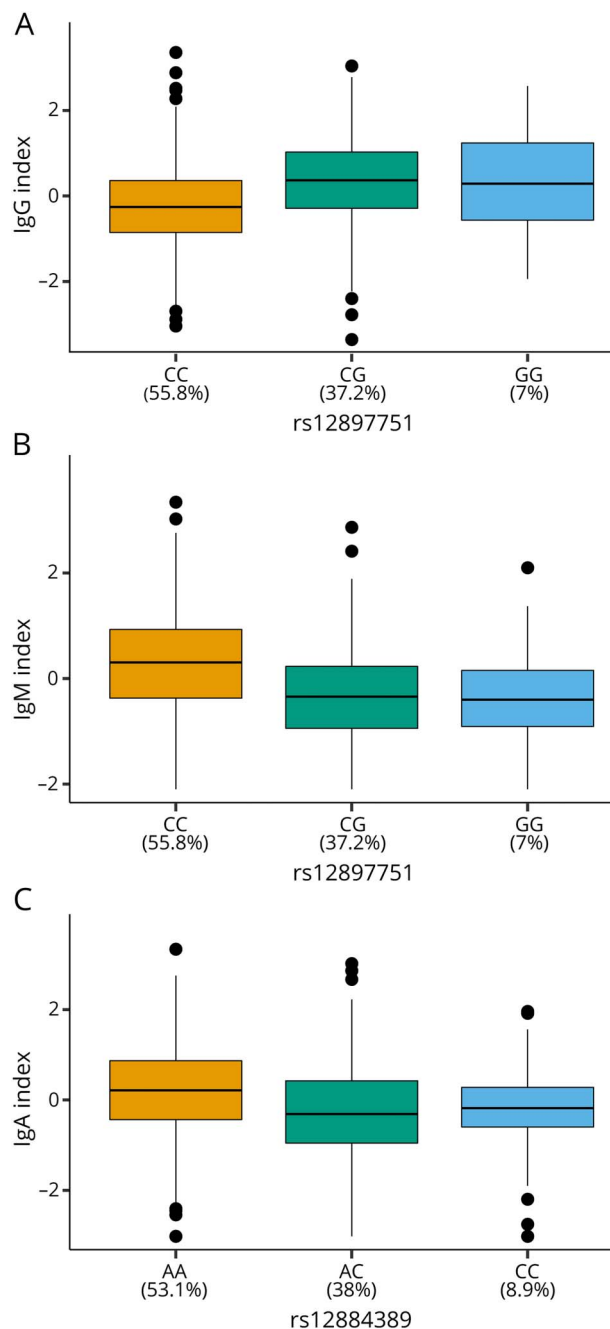 A
IgG index
2
0
−2
CC CG GG
(55.8%) (37.2%) (7%)
rs12897751
B
IgM index
2
0
−2
CC CG GG
(55.8%) (37.2%) (7%)
rs12897751
C
IgA index
2
0
−2
AA AC CC
(53.1%) (38%) (8.9%)
rs12884389